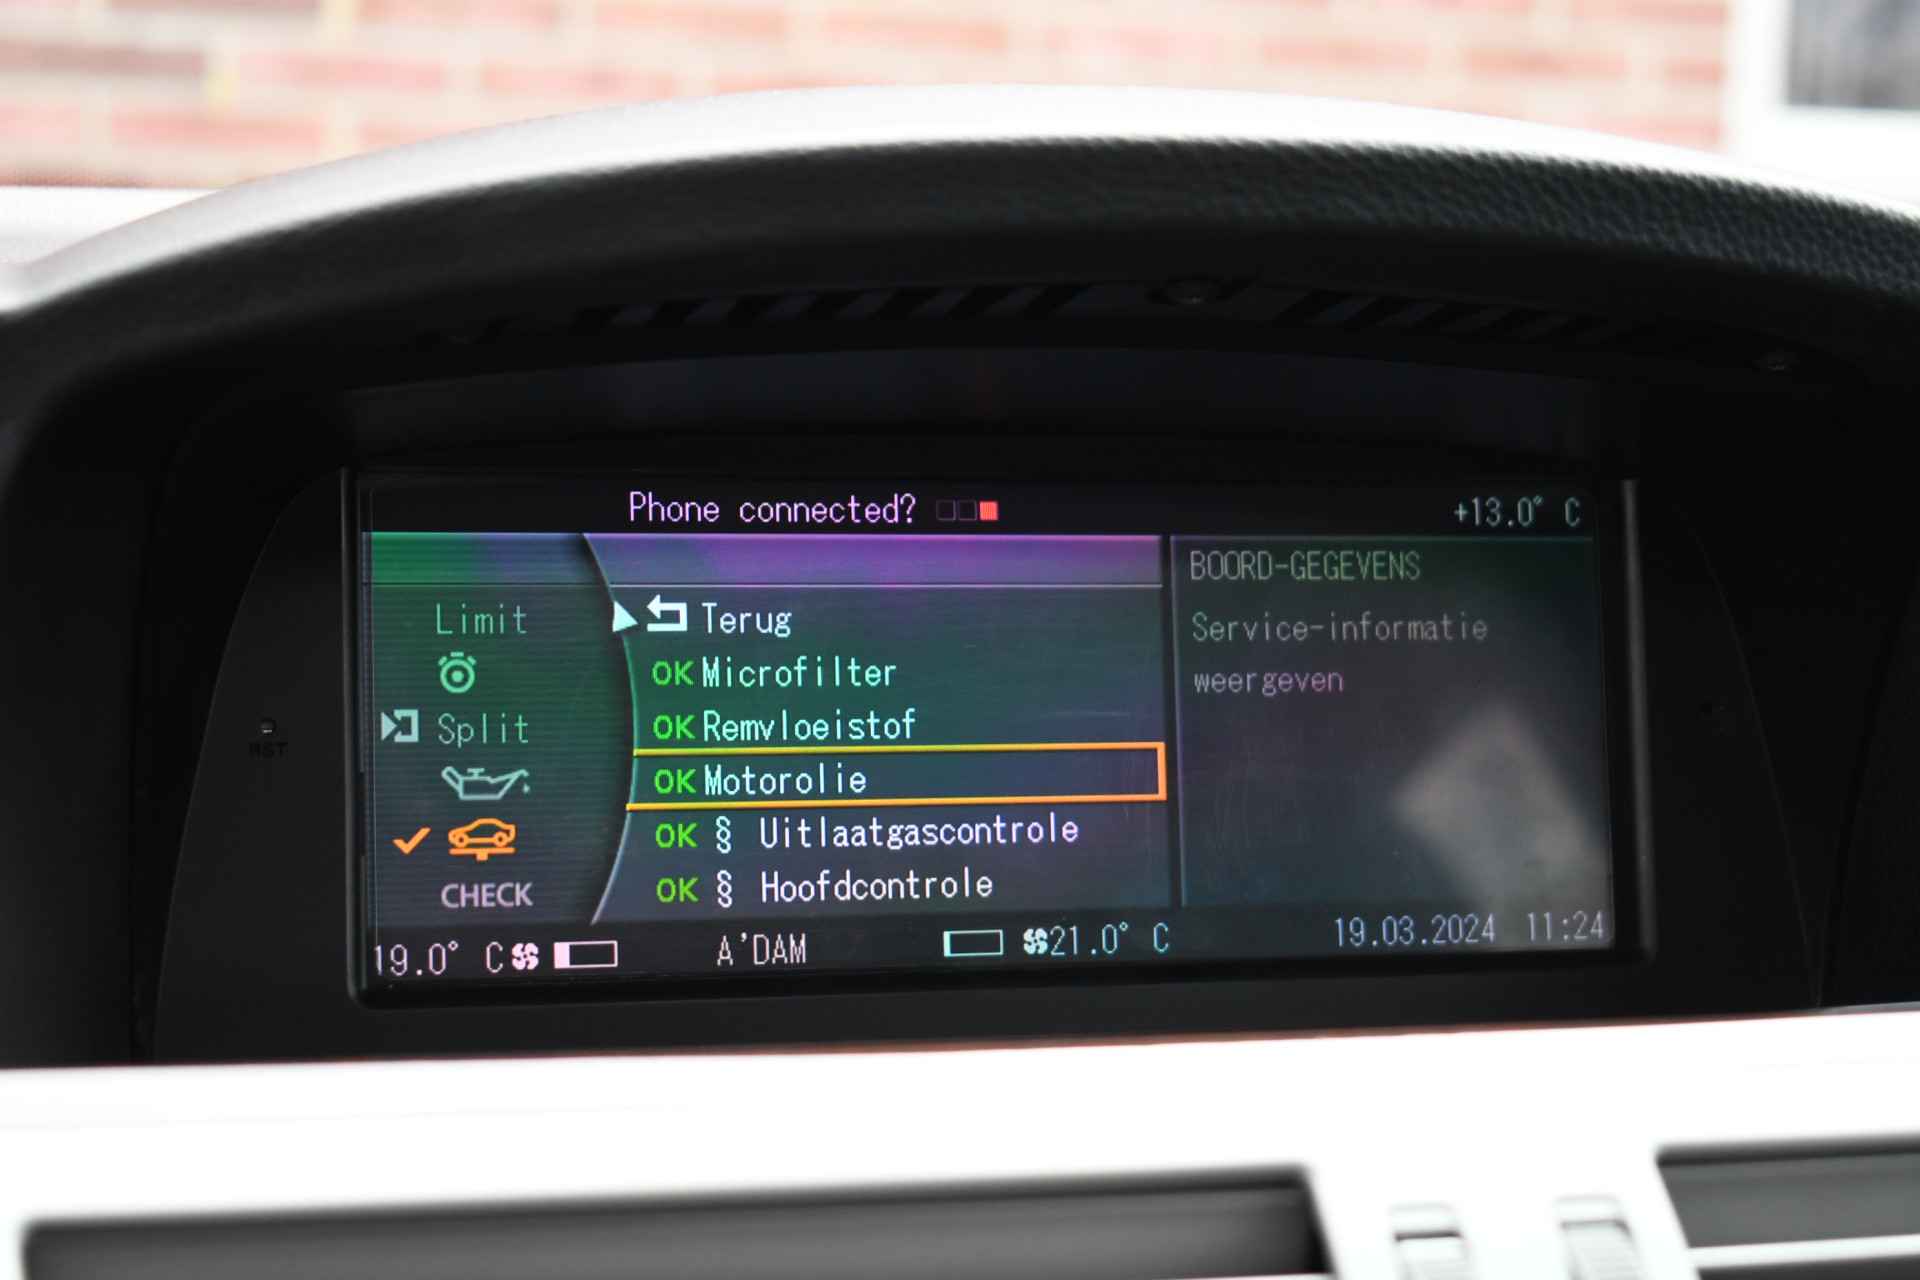 Phone connected?
+13.0° C
BOORD-GEGEVENS
Service-informatie
weergeven
Limit
Split
CHECK
Terug
OK Microfilter
OK Remvloeistof
OK Motorolie
OK § Uitlaatgascontrole
OK § Hoofdcontrole
19.0° C
A'DAM
21.0° C
19.03.2024 11:24
RST